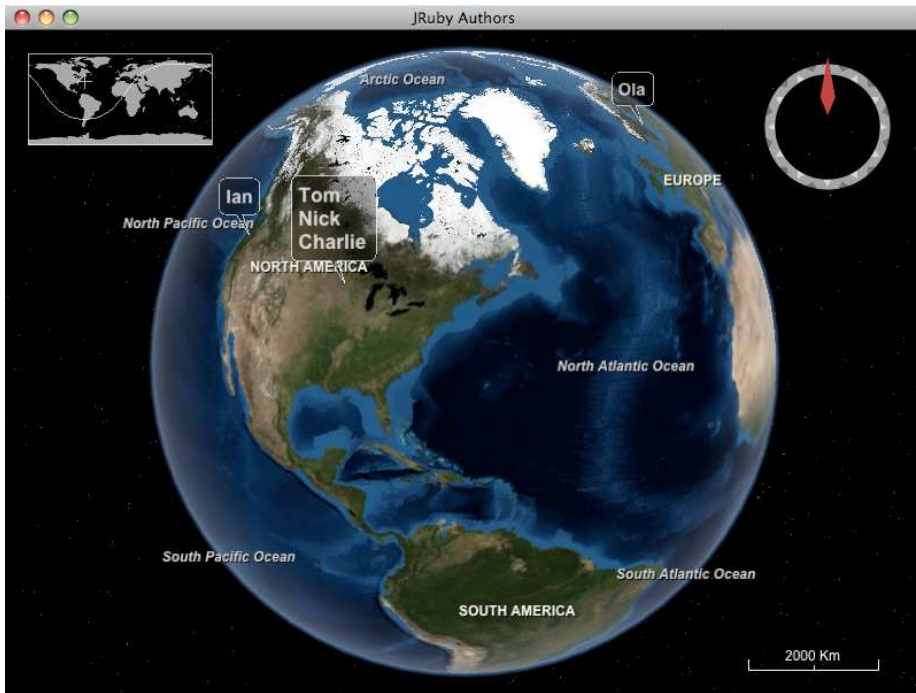 JRuby Authors
Arctic Ocean
Ola
EUROPE
Ian
Tom
Nick
Charlie
North Pacific Ocean
NORTH AMERICA
North Atlantic Ocean
South Pacific Ocean
South Atlantic Ocean
SOUTH AMERICA
2000 Km